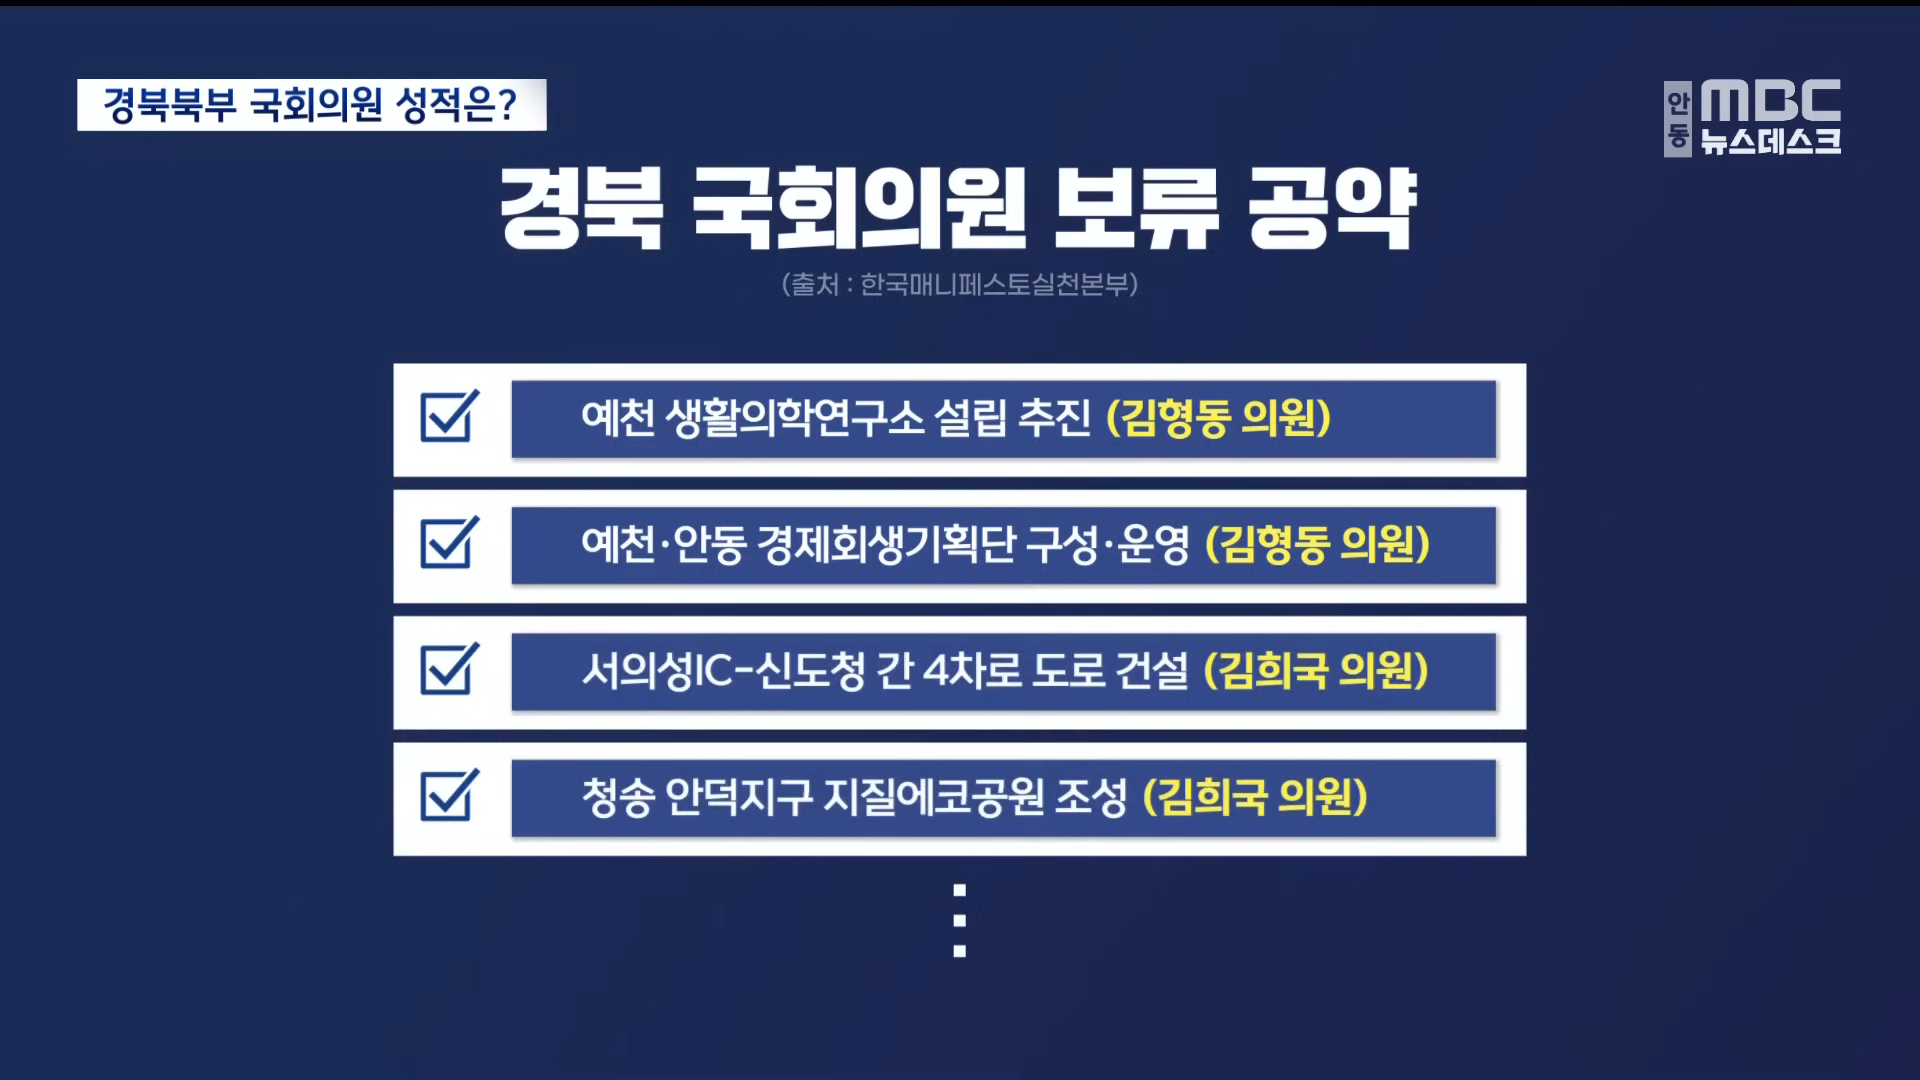 경북북부 국회의원 성적은?
안동
MBC
뉴스데스크
경북 국회의원 보류 공약
(출처 : 한국매니페스토실천본부)
예천 생활의학연구소 설립 추진 (김형동 의원)
예천·안동 경제회생기획단 구성·운영 (김형동 의원)
서의성IC-신도청 간 4차로 도로 건설 (김희국 의원)
청송 안덕지구 지질에코공원 조성 (김희국 의원)